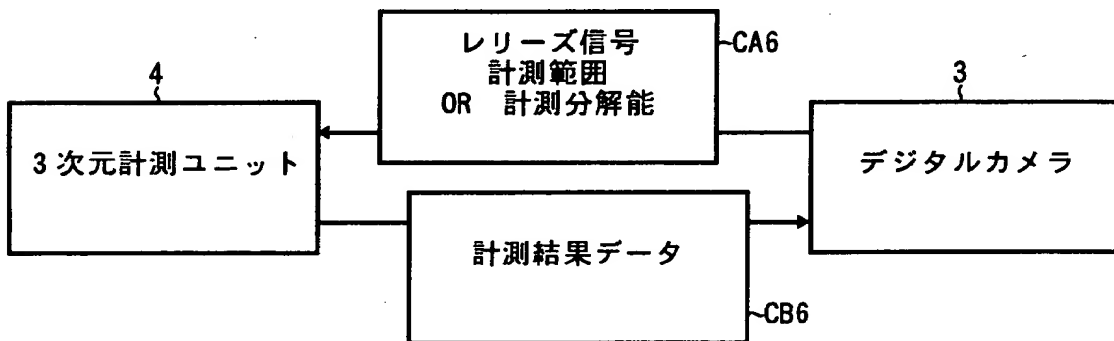 レリーズ信号
計測範囲
OR 計測分解能
CA6
4
3次元計測ユニット
3
デジタルカメラ
計測結果データ
CB6